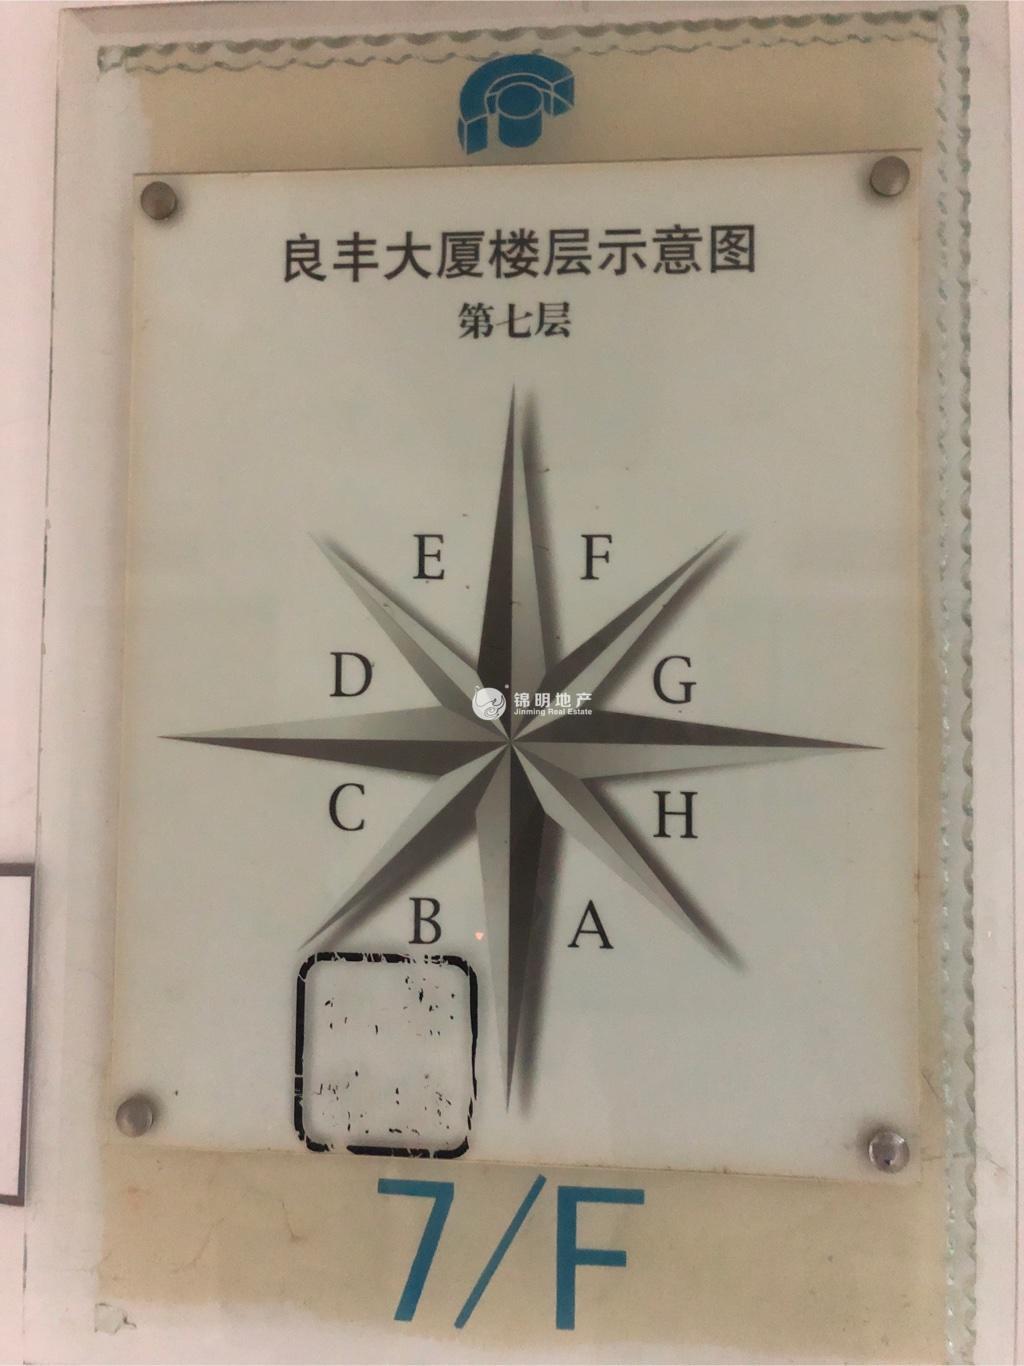 良丰大厦楼层示意图
第七层
E F
D G
锦明地产
Jinming Real Estate
C H
B A
7/F